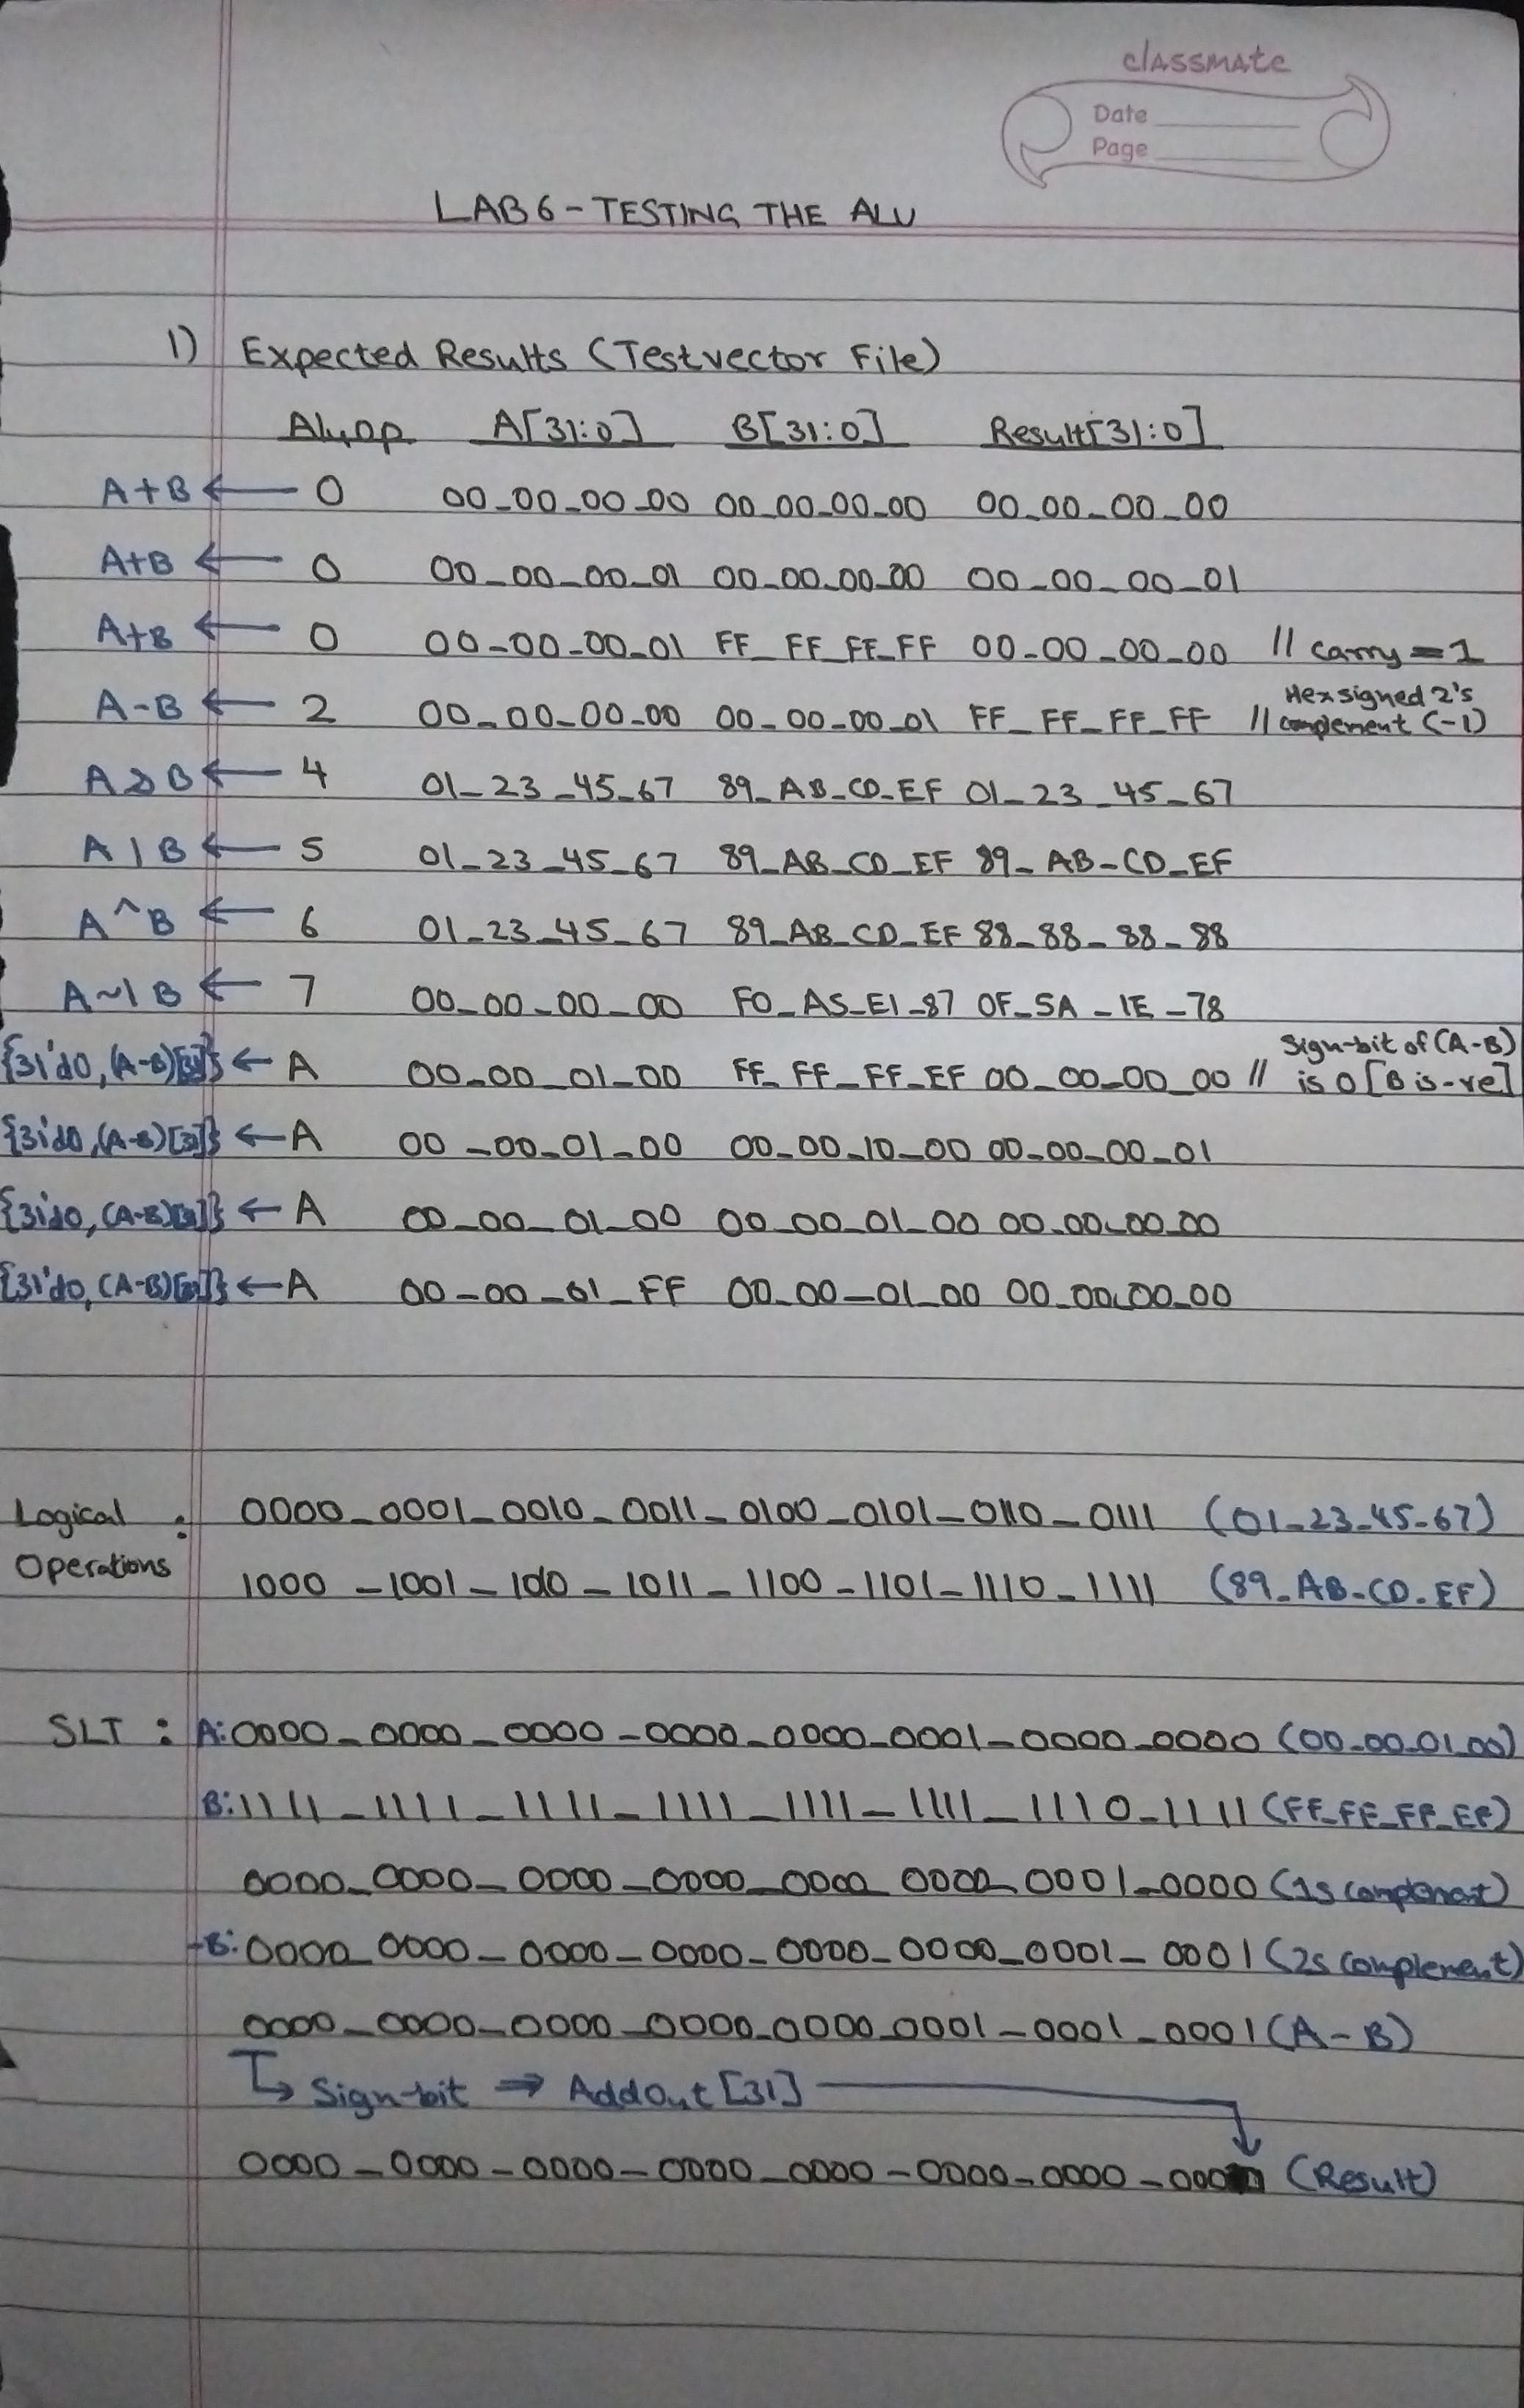 classmate
Date
Page
LAB 6 - TESTING THE ALU
1) Expected Results (Testvector File)
AluOp A[31:0] B[31:0] Result[31:0]
A+B ← 0 00_00_00_00 00_00_00_00 00_00_00_00
A+B ← 0 00_00_00_01 00_00_00_00 00_00_00_01
A+B ← 0 00_00_00_01 FF_FF_FF_FF 00_00_00_00 // carry = 1
A-B ← 2 00_00_00_00 00_00_00_01 FF_FF_FF_FF // Hex signed 2's complement (-1)
A & B ← 4 01_23_45_67 89_AB_CD_EF 01_23_45_67
A | B ← 5 01_23_45_67 89_AB_CD_EF 89_AB_CD_EF
A ^ B ← 6 01_23_45_67 89_AB_CD_EF 88_88_88_88
A ~| B ← 7 00_00_00_00 F0_A5_E1_87 0F_5A_1E_78
{31'd0, (A-B)[31]} ← A 00_00_01_00 FF_FF_FF_EF 00_00_00_00 // Sign-bit of (A-B) is 0 [B is -ve]
{31'd0, (A-B)[31]} ← A 00_00_01_00 00_00_10_00 00_00_00_01
{31'd0, (A-B)[31]} ← A 00_00_01_00 00_00_01_00 00_00_00_00
{31'd0, (A-B)[31]} ← A 00_00_01_FF 00_00_01_00 00_00_00_00
Logical Operations : 0000_0001_0010_0011_0100_0101_0110_0111 (01_23_45_67)
1000_1001_1010_1011_1100_1101_1110_1111 (89_AB_CD_EF)
SLT : A: 0000_0000_0000_0000_0000_0001_0000_0000 (00_00_01_00)
B: 1111_1111_1111_1111_1111_1111_1110_1111 (FF_FF_FF_EF)
0000_0000_0000_0000_0000_0000_0001_0000 (1s complement)
-B: 0000_0000_0000_0000_0000_0000_0001_0001 (2s complement)
0000_0000_0000_0000_0000_0001_0001_0001 (A-B)
↳ Sign-bit ⇒ AddOut [31]
0000_0000_0000_0000_0000_0000_0000_0000 (Result)